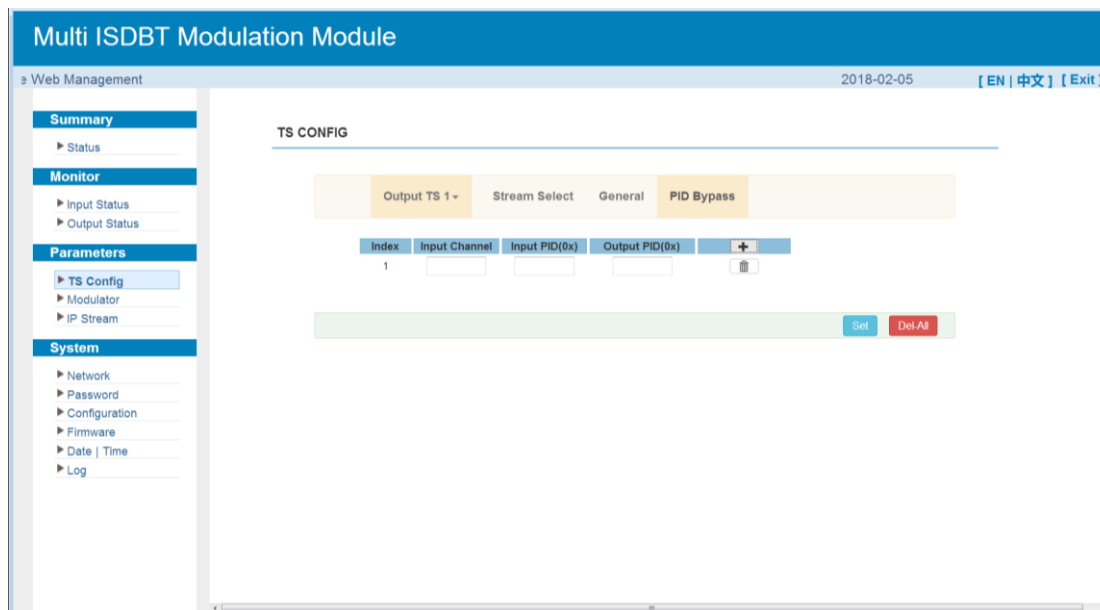 Multi ISDBT Modulation Module
e Web Management 2018-02-05 [ EN | 中文 ] [ Exit ]
Summary
Status
Monitor
Input Status
Output Status
Parameters
TS Config
Modulator
IP Stream
System
Network
Password
Configuration
Firmware
Date | Time
Log
TS CONFIG
Output TS 1 Stream Select General PID Bypass
Index Input Channel Input PID(0x) Output PID(0x) +
1
Set Del-All